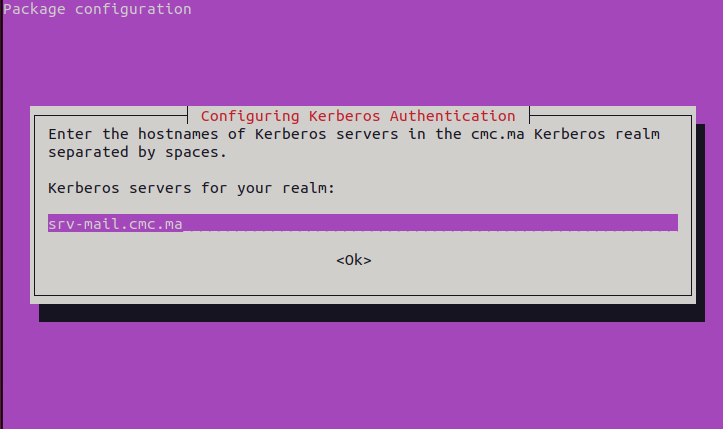 Package configuration
Configuring Kerberos Authentication
Enter the hostnames of Kerberos servers in the cmc.ma Kerberos realm
separated by spaces.
Kerberos servers for your realm:
srv-mail.cmc.ma
<Ok>